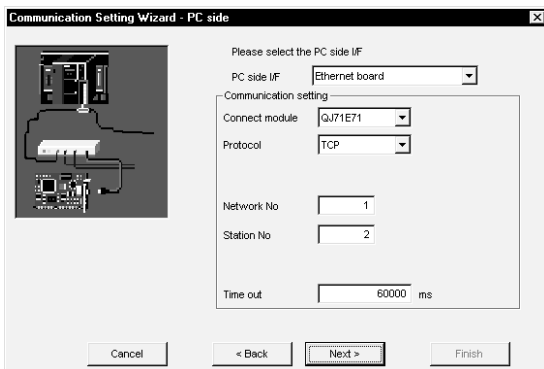 Communication Setting Wizard - PC side
Please select the PC side I/F
PC side I/F Ethernet board
Communication setting
Connect module QJ71E71
Protocol TCP
Network No 1
Station No 2
Time out 60000 ms
Cancel < Back Next > Finish